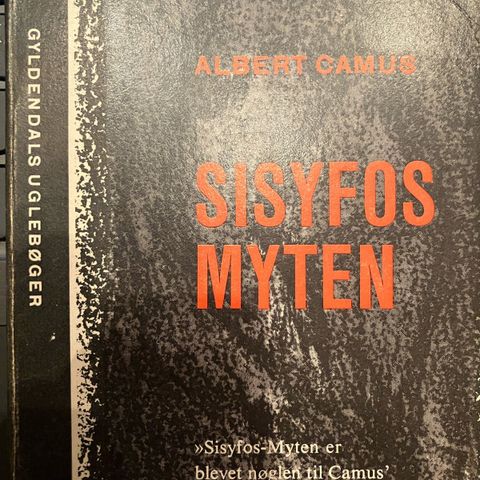 GYLDENDALS UGLEBØGER
ALBERT CAMUS
SISYFOS
MYTEN
»Sisyfos-Myten er
blevet nøglen til Camus'